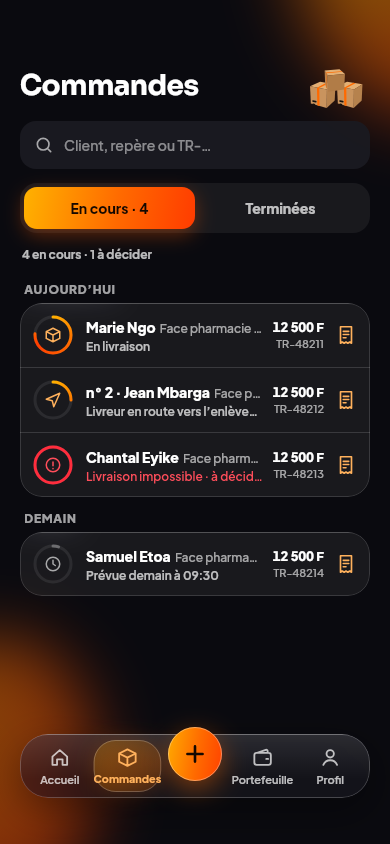 Commandes
Client, repère ou TR-…
En cours · 4
Terminées
4 en cours · 1 à décider
AUJOURD’HUI
Marie Ngo Face pharmacie … 12 500 F
En livraison TR-48211
n° 2 · Jean Mbarga Face p… 12 500 F
Livreur en route vers l’enlève… TR-48212
Chantal Eyike Face pharm… 12 500 F
Livraison impossible · à décid… TR-48213
DEMAIN
Samuel Etoa Face pharma… 12 500 F
Prévue demain à 09:30 TR-48214
Accueil Commandes Portefeuille Profil